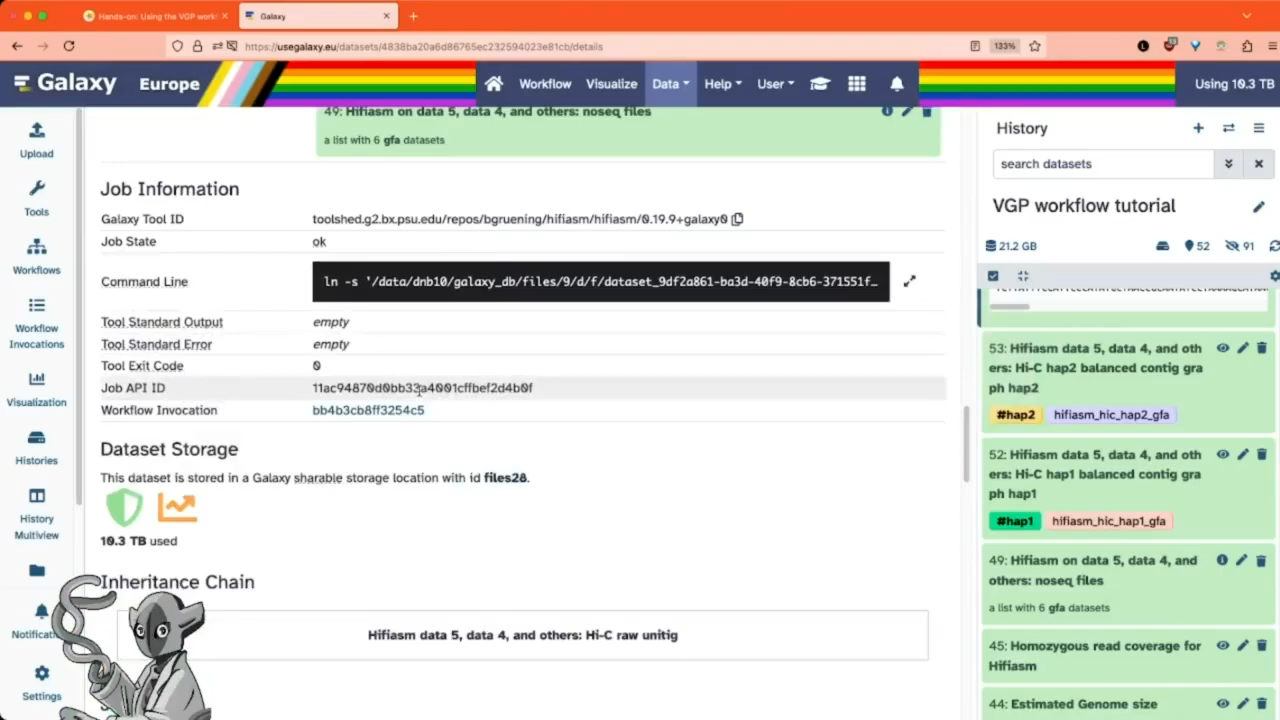 Hands-on: Using the VGP workf
Galaxy
https://usegalaxy.eu/datasets/4838ba20a6d86765ec232594023e81cb/details
133%
Galaxy Europe Workflow Visualize Data Help User Using 10.3 TB
Upload
Tools
Workflows
Workflow
Invocations
Visualization
Histories
History
Multiview
Notificati
Settings
49: Hifiasm on data 5, data 4, and others: noseq files
a list with 6 gfa datasets
Job Information
Galaxy Tool ID toolshed.g2.bx.psu.edu/repos/bgruening/hifiasm/hifiasm/0.19.9+galaxy0
Job State ok
Command Line ln -s '/data/dnb10/galaxy_db/files/9/d/f/dataset_9df2a861-ba3d-40f9-8cb6-371551f…
Tool Standard Output empty
Tool Standard Error empty
Tool Exit Code 0
Job API ID 11ac94870d0bb33a4001cffbef2d4b0f
Workflow Invocation bb4b3cb8ff3254c5
Dataset Storage
This dataset is stored in a Galaxy sharable storage location with id files28.
10.3 TB used
Inheritance Chain
Hifiasm data 5, data 4, and others: Hi-C raw unitig
History
search datasets
VGP workflow tutorial
21.2 GB 52 91
53: Hifiasm data 5, data 4, and oth
ers: Hi-C hap2 balanced contig gra
ph hap2
#hap2 hifiasm_hic_hap2_gfa
52: Hifiasm data 5, data 4, and oth
ers: Hi-C hap1 balanced contig gra
ph hap1
#hap1 hifiasm_hic_hap1_gfa
49: Hifiasm on data 5, data 4, and
others: noseq files
a list with 6 gfa datasets
45: Homozygous read coverage for
Hifiasm
44: Estimated Genome size